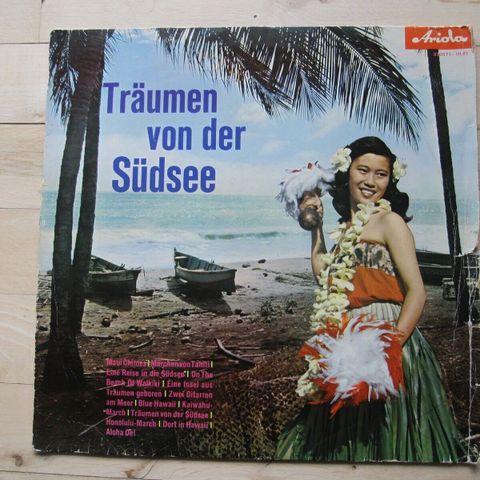 Ariola
Träumen
von der
Südsee
Maui Chimes I Märchen von Tahiti I
Eine Reise in die Südsee I On The
Beach Of Waikiki I Eine Insel aus
Träumen geboren I Zwei Gitarren
am Meer I Blue Hawaii I Kaiwahu-
March I Träumen von der Südsee I
Honolulu-March I Dort in Hawaii I
Aloha Oe!